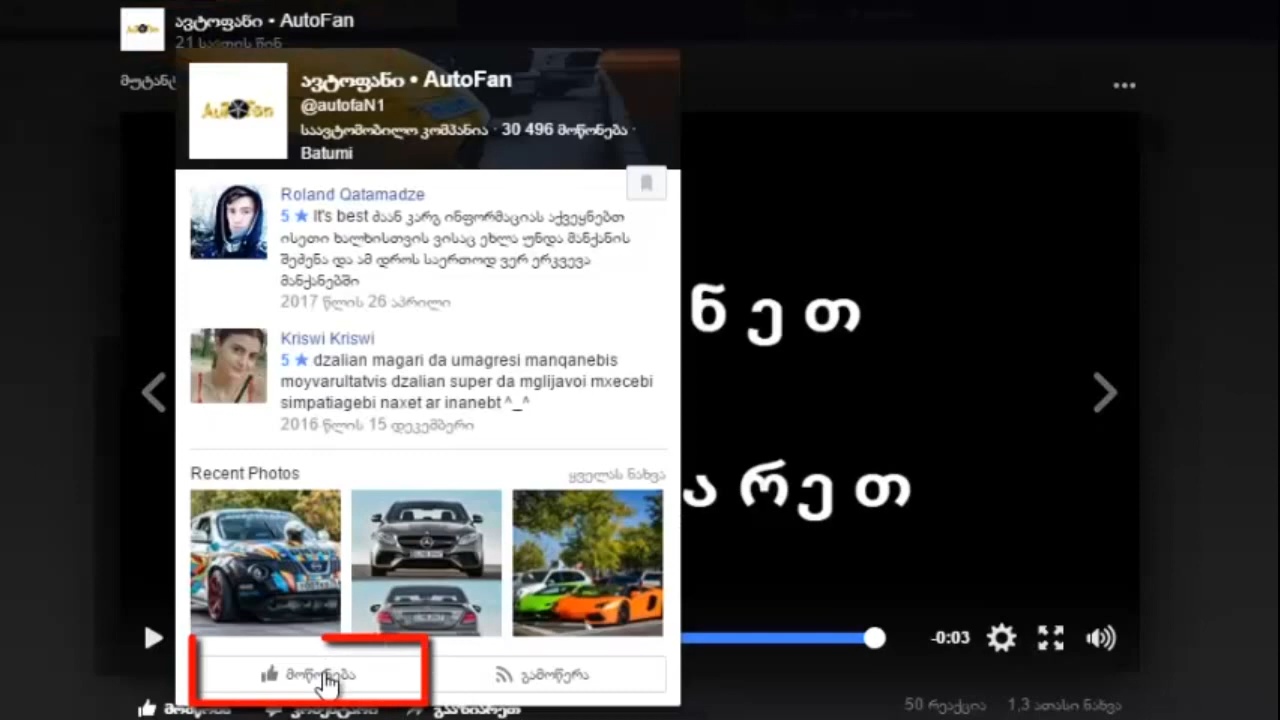 ავტოფანი • AutoFan
21 საათის წინ
ავტოფანი • AutoFan
@autofaN1
საავტომობილო კომპანია · 30 496 მოწონება ·
Batumi
Roland Qatamadze
5 ★ It's best ძაან კარგ ინფორმაციას აქვეყნებთ
ისეთი ხალხისთვის ვისაც ეხლა უნდა მანქანის
შეძენა და ამ დროს საერთოდ ვერ ერკვევა
მანქანებში
2017 წლის 26 აპრილი
Kriswi Kriswi
5 ★ dzalian magari da umagresi manqanebis
moyvarultatvis dzalian super da mglijavoi mxecebi
simpatiagebi naxet ar inanebt ^_^
2016 წლის 15 დეკემბერი
Recent Photos
ყველას ნახვა
ნ ე თ
ა რ ე თ
-0:03
მოწონება
გამოწერა
მოწონება
კომენტარი
გააზიარეთ
50 რეაქცია
1,3 ათასი ნახვა